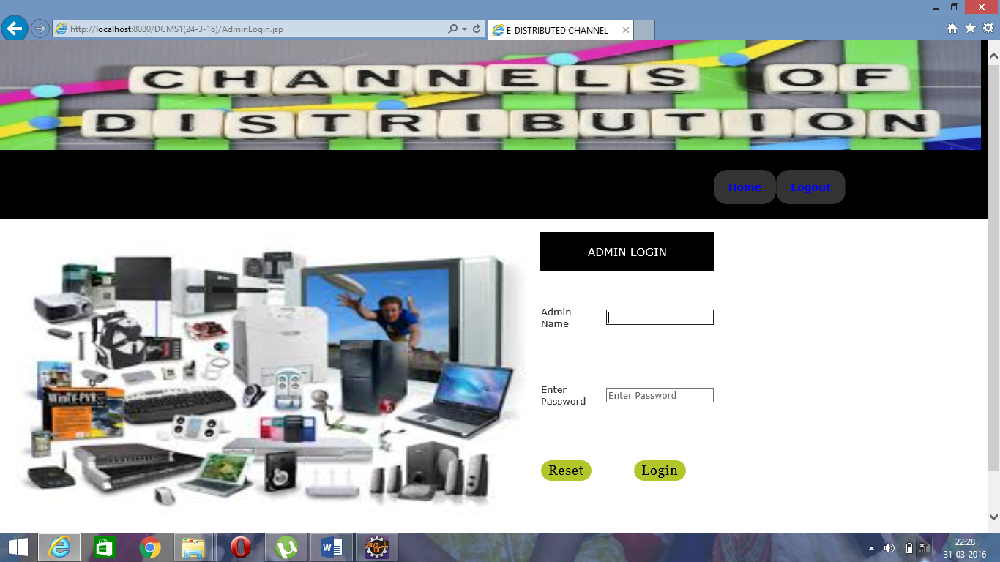 http://localhost:8080/DCMS1(24-3-16)/AdminLogin.jsp
E-DISTRIBUTED CHANNEL
CHANNELS OF
DISTRIBUTION
Home
Logout
ADMIN LOGIN
Admin
Name
Enter
Password
Enter Password
WinTV-PVR
Reset
Login
Java EE
IDE
22:28
31-03-2016